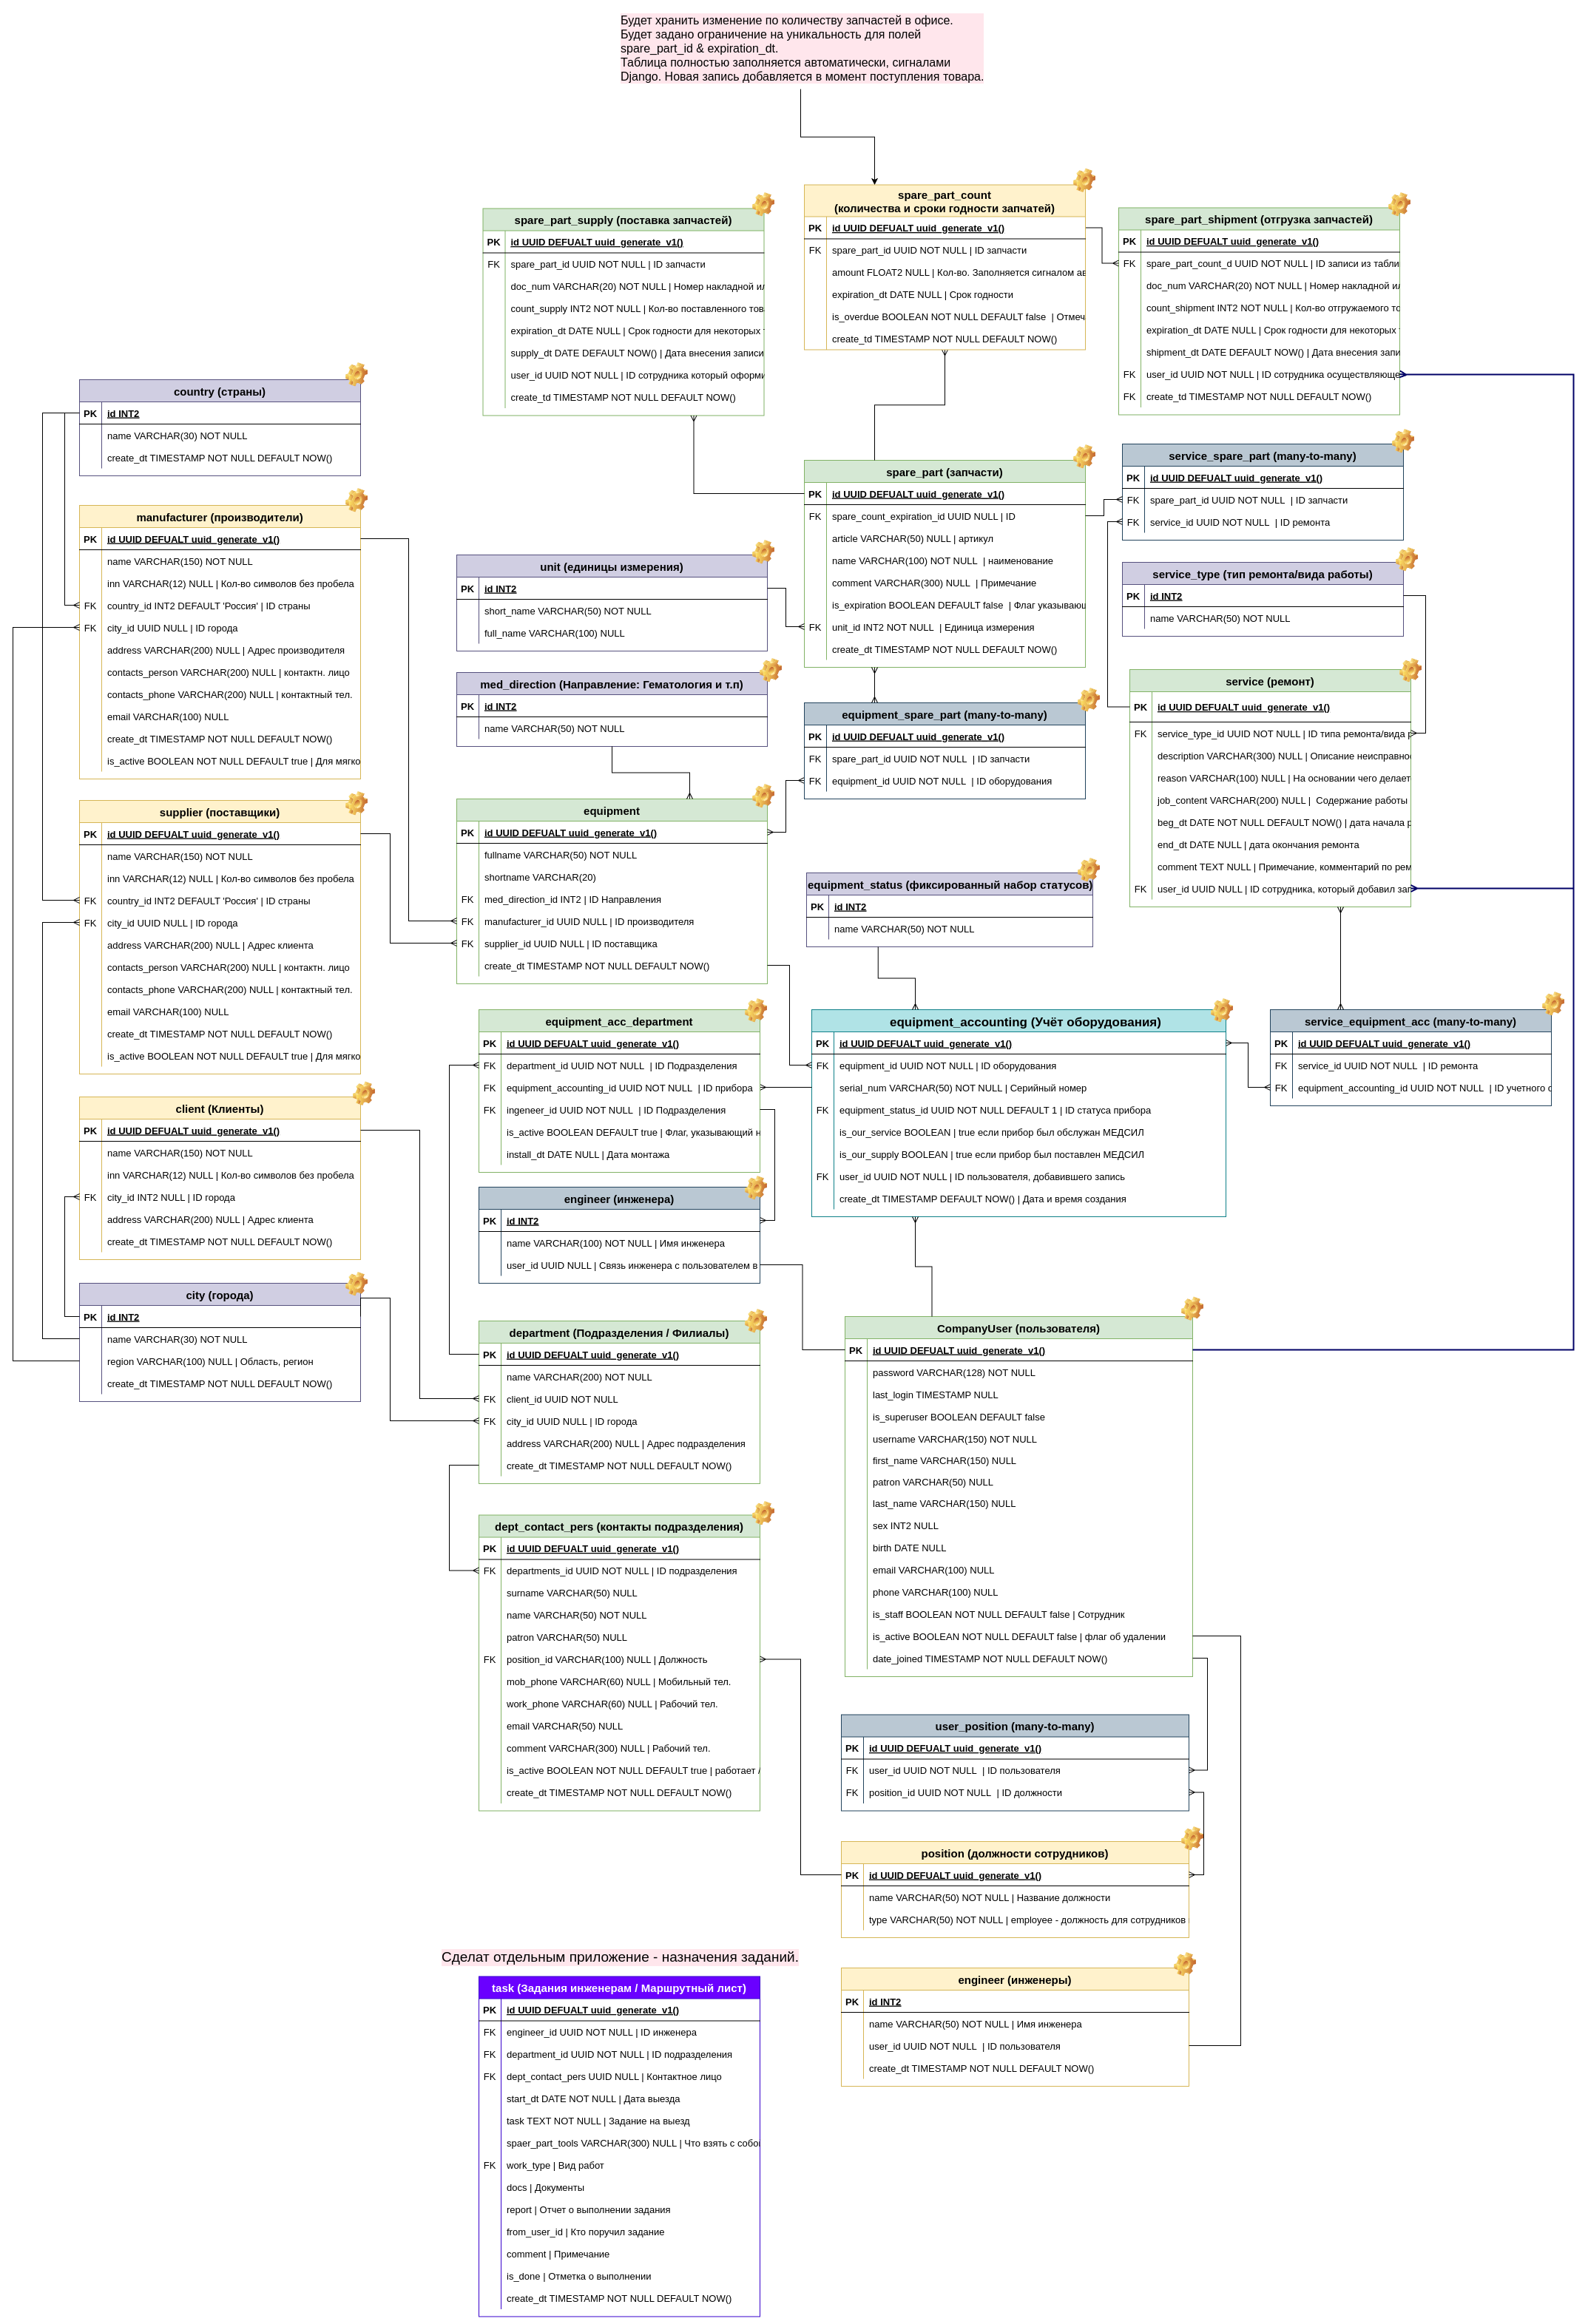 Будет хранить изменение по количеству запчастей в офисе.
Будет задано ограничение на уникальность для полей
spare_part_id & expiration_dt.
Таблица полностью заполняется автоматически, сигналами
Django. Новая запись добавляется в момент поступления товара.
spare_part_supply (поставка запчастей)
PK id UUID DEFUALT uuid_generate_v1()
FK spare_part_id UUID NOT NULL | ID запчасти
doc_num VARCHAR(20) NOT NULL | Номер накладной ил
count_supply INT2 NOT NULL | Кол-во поставленного тов
expiration_dt DATE NULL | Срок годности для некоторых
supply_dt DATE DEFAULT NOW() | Дата внесения записи
user_id UUID NOT NULL | ID сотрудника который оформи
create_td TIMESTAMP NOT NULL DEFAULT NOW()
spare_part_count
(количества и сроки годности запчатей)
PK id UUID DEFUALT uuid_generate_v1()
FK spare_part_id UUID NOT NULL | ID запчасти
amount FLOAT2 NULL | Кол-во. Заполняется сигналом ав
expiration_dt DATE NULL | Срок годности
is_overdue BOOLEAN NOT NULL DEFAULT false | Отмеч
create_td TIMESTAMP NOT NULL DEFAULT NOW()
spare_part_shipment (отгрузка запчастей)
PK id UUID DEFUALT uuid_generate_v1()
FK spare_part_count_d UUID NOT NULL | ID записи из табли
doc_num VARCHAR(20) NOT NULL | Номер накладной ил
count_shipment INT2 NOT NULL | Кол-во отгружаемого то
expiration_dt DATE NULL | Срок годности для некоторых
shipment_dt DATE DEFAULT NOW() | Дата внесения запи
FK user_id UUID NOT NULL | ID сотрудника осуществляюще
FK create_td TIMESTAMP NOT NULL DEFAULT NOW()
country (страны)
PK id INT2
name VARCHAR(30) NOT NULL
create_dt TIMESTAMP NOT NULL DEFAULT NOW()
spare_part (запчасти)
PK id UUID DEFUALT uuid_generate_v1()
FK spare_count_expiration_id UUID NULL | ID
article VARCHAR(50) NULL | артикул
name VARCHAR(100) NOT NULL | наименование
comment VARCHAR(300) NULL | Примечание
is_expiration BOOLEAN DEFAULT false | Флаг указывающ
FK unit_id INT2 NOT NULL | Единица измерения
create_dt TIMESTAMP NOT NULL DEFAULT NOW()
service_spare_part (many-to-many)
PK id UUID DEFUALT uuid_generate_v1()
FK spare_part_id UUID NOT NULL | ID запчасти
FK service_id UUID NOT NULL | ID ремонта
manufacturer (производители)
PK id UUID DEFUALT uuid_generate_v1()
name VARCHAR(150) NOT NULL
inn VARCHAR(12) NULL | Кол-во символов без пробела
FK country_id INT2 DEFAULT 'Россия' | ID страны
FK city_id UUID NULL | ID города
address VARCHAR(200) NULL | Адрес производителя
contacts_person VARCHAR(200) NULL | контактн. лицо
contacts_phone VARCHAR(200) NULL | контактный тел.
email VARCHAR(100) NULL
create_dt TIMESTAMP NOT NULL DEFAULT NOW()
is_active BOOLEAN NOT NULL DEFAULT true | Для мягко
unit (единицы измерения)
PK id INT2
short_name VARCHAR(50) NOT NULL
full_name VARCHAR(100) NULL
service_type (тип ремонта/вида работы)
PK id INT2
name VARCHAR(50) NOT NULL
med_direction (Направление: Гематология и т.п)
PK id INT2
name VARCHAR(50) NOT NULL
equipment_spare_part (many-to-many)
PK id UUID DEFUALT uuid_generate_v1()
FK spare_part_id UUID NOT NULL | ID запчасти
FK equipment_id UUID NOT NULL | ID оборудования
service (ремонт)
PK id UUID DEFUALT uuid_generate_v1()
FK service_type_id UUID NOT NULL | ID типа ремонта/вида р
description VARCHAR(300) NULL | Описание неисправно
reason VARCHAR(100) NULL | На основании чего делает
job_content VARCHAR(200) NULL | Содержание работы
beg_dt DATE NOT NULL DEFAULT NOW() | дата начала р
end_dt DATE NULL | дата окончания ремонта
comment TEXT NULL | Примечание, комментарий по рем
FK user_id UUID NULL | ID сотрудника, который добавил зап
supplier (поставщики)
PK id UUID DEFUALT uuid_generate_v1()
name VARCHAR(150) NOT NULL
inn VARCHAR(12) NULL | Кол-во символов без пробела
FK country_id INT2 DEFAULT 'Россия' | ID страны
FK city_id UUID NULL | ID города
address VARCHAR(200) NULL | Адрес клиента
contacts_person VARCHAR(200) NULL | контактн. лицо
contacts_phone VARCHAR(200) NULL | контактный тел.
email VARCHAR(100) NULL
create_dt TIMESTAMP NOT NULL DEFAULT NOW()
is_active BOOLEAN NOT NULL DEFAULT true | Для мягко
equipment
PK id UUID DEFUALT uuid_generate_v1()
fullname VARCHAR(50) NOT NULL
shortname VARCHAR(20)
FK med_direction_id INT2 | ID Направления
FK manufacturer_id UUID NULL | ID производителя
FK supplier_id UUID NULL | ID поставщика
create_dt TIMESTAMP NOT NULL DEFAULT NOW()
equipment_status (фиксированный набор статусов)
PK id INT2
name VARCHAR(50) NOT NULL
equipment_acc_department
PK id UUID DEFUALT uuid_generate_v1()
FK department_id UUID NOT NULL | ID Подразделения
FK equipment_accounting_id UUID NOT NULL | ID прибора
FK ingeneer_id UUID NOT NULL | ID Подразделения
is_active BOOLEAN DEFAULT true | Флаг, указывающий н
install_dt DATE NULL | Дата монтажа
equipment_accounting (Учёт оборудования)
PK id UUID DEFUALT uuid_generate_v1()
FK equipment_id UUID NOT NULL | ID оборудования
serial_num VARCHAR(50) NOT NULL | Серийный номер
FK equipment_status_id UUID NOT NULL DEFAULT 1 | ID статуса прибора
is_our_service BOOLEAN | true если прибор был обслужан МЕДСИЛ
is_our_supply BOOLEAN | true если прибор был поставлен МЕДСИЛ
FK user_id UUID NOT NULL | ID пользователя, добавившего запись
create_dt TIMESTAMP DEFAULT NOW() | Дата и время создания
service_equipment_acc (many-to-many)
PK id UUID DEFUALT uuid_generate_v1()
FK service_id UUID NOT NULL | ID ремонта
FK equipment_accounting_id UUID NOT NULL | ID учетного о
client (Клиенты)
PK id UUID DEFUALT uuid_generate_v1()
name VARCHAR(150) NOT NULL
inn VARCHAR(12) NULL | Кол-во символов без пробела
FK city_id INT2 NULL | ID города
address VARCHAR(200) NULL | Адрес клиента
create_dt TIMESTAMP NOT NULL DEFAULT NOW()
engineer (инженера)
PK id INT2
name VARCHAR(100) NOT NULL | Имя инженера
user_id UUID NULL | Связь инженера с пользователем в
city (города)
PK id INT2
name VARCHAR(30) NOT NULL
region VARCHAR(100) NULL | Область, регион
create_dt TIMESTAMP NOT NULL DEFAULT NOW()
department (Подразделения / Филиалы)
PK id UUID DEFUALT uuid_generate_v1()
name VARCHAR(200) NOT NULL
FK client_id UUID NOT NULL
FK city_id UUID NULL | ID города
address VARCHAR(200) NULL | Адрес подразделения
create_dt TIMESTAMP NOT NULL DEFAULT NOW()
CompanyUser (пользователя)
PK id UUID DEFUALT uuid_generate_v1()
password VARCHAR(128) NOT NULL
last_login TIMESTAMP NULL
is_superuser BOOLEAN DEFAULT false
username VARCHAR(150) NOT NULL
first_name VARCHAR(150) NULL
patron VARCHAR(50) NULL
last_name VARCHAR(150) NULL
sex INT2 NULL
birth DATE NULL
email VARCHAR(100) NULL
phone VARCHAR(100) NULL
is_staff BOOLEAN NOT NULL DEFAULT false | Сотрудник
is_active BOOLEAN NOT NULL DEFAULT false | флаг об удалении
date_joined TIMESTAMP NOT NULL DEFAULT NOW()
dept_contact_pers (контакты подразделения)
PK id UUID DEFUALT uuid_generate_v1()
FK departments_id UUID NOT NULL | ID подразделения
surname VARCHAR(50) NULL
name VARCHAR(50) NOT NULL
patron VARCHAR(50) NULL
FK position_id VARCHAR(100) NULL | Должность
mob_phone VARCHAR(60) NULL | Мобильный тел.
work_phone VARCHAR(60) NULL | Рабочий тел.
email VARCHAR(50) NULL
comment VARCHAR(300) NULL | Рабочий тел.
is_active BOOLEAN NOT NULL DEFAULT true | работает /
create_dt TIMESTAMP NOT NULL DEFAULT NOW()
user_position (many-to-many)
PK id UUID DEFUALT uuid_generate_v1()
FK user_id UUID NOT NULL | ID пользователя
FK position_id UUID NOT NULL | ID должности
position (должности сотрудников)
PK id UUID DEFUALT uuid_generate_v1()
name VARCHAR(50) NOT NULL | Название должности
type VARCHAR(50) NOT NULL | employee - должность для сотрудников
Сделат отдельным приложение - назначения заданий.
task (Задания инженерам / Маршрутный лист)
PK id UUID DEFUALT uuid_generate_v1()
FK engineer_id UUID NOT NULL | ID инженера
FK department_id UUID NOT NULL | ID подразделения
FK dept_contact_pers UUID NULL | Контактное лицо
start_dt DATE NOT NULL | Дата выезда
task TEXT NOT NULL | Задание на выезд
spaer_part_tools VARCHAR(300) NULL | Что взять с собой
FK work_type | Вид работ
docs | Документы
report | Отчет о выполнении задания
from_user_id | Кто поручил задание
comment | Примечание
is_done | Отметка о выполнении
create_dt TIMESTAMP NOT NULL DEFAULT NOW()
engineer (инженеры)
PK id INT2
name VARCHAR(50) NOT NULL | Имя инженера
user_id UUID NOT NULL | ID пользователя
create_dt TIMESTAMP NOT NULL DEFAULT NOW()